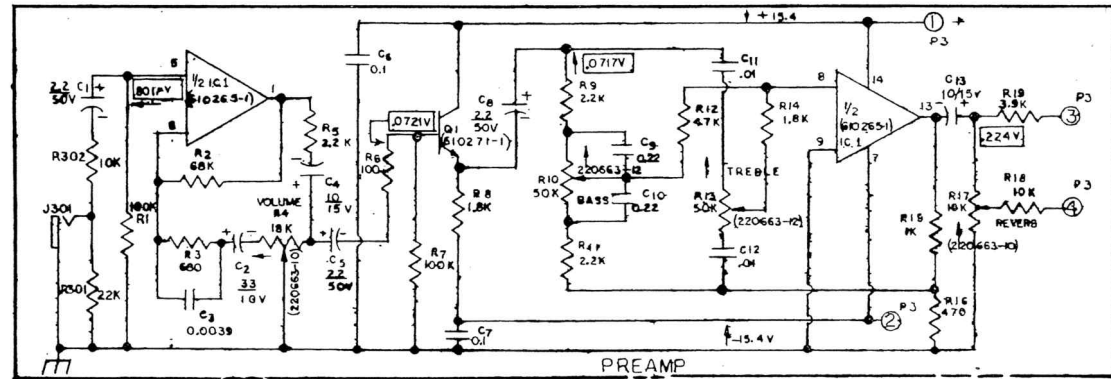 +15.4
1
P3
C1
2.2
50V
5
1/2 I.C.1
1
6
R302
10K
R2
68K
R5
2.2K
C4
10
15V
J301
100K
R1
VOLUME
R4
18K
R3
680
C2
33
10V
(220663-10)
C5
2.2
50V
R301
22K
C3
0.0039
C6
0.1
.0721V
R6
100
Q1
(610271-1)
C8
2.2
50V
R8
1.8K
R7
100K
C7
0.1
.0717V
R9
2.2K
C9
0.22
220663-12
R10
50K
BASS
C10
0.22
2.2K
C11
.01
R12
4.7K
R14
1.8K
TREBLE
R13
50K
(220663-12)
C12
.01
8
14
1/2
(610265-1)
I.C.1
9
7
13
C13
10/15V
R19
3.9K
P3
3
.224V
R18
10K
P3
4
REVERB
R17
10K
(220663-10)
R15
1K
R16
470
P3
2
-15.4V
PREAMP